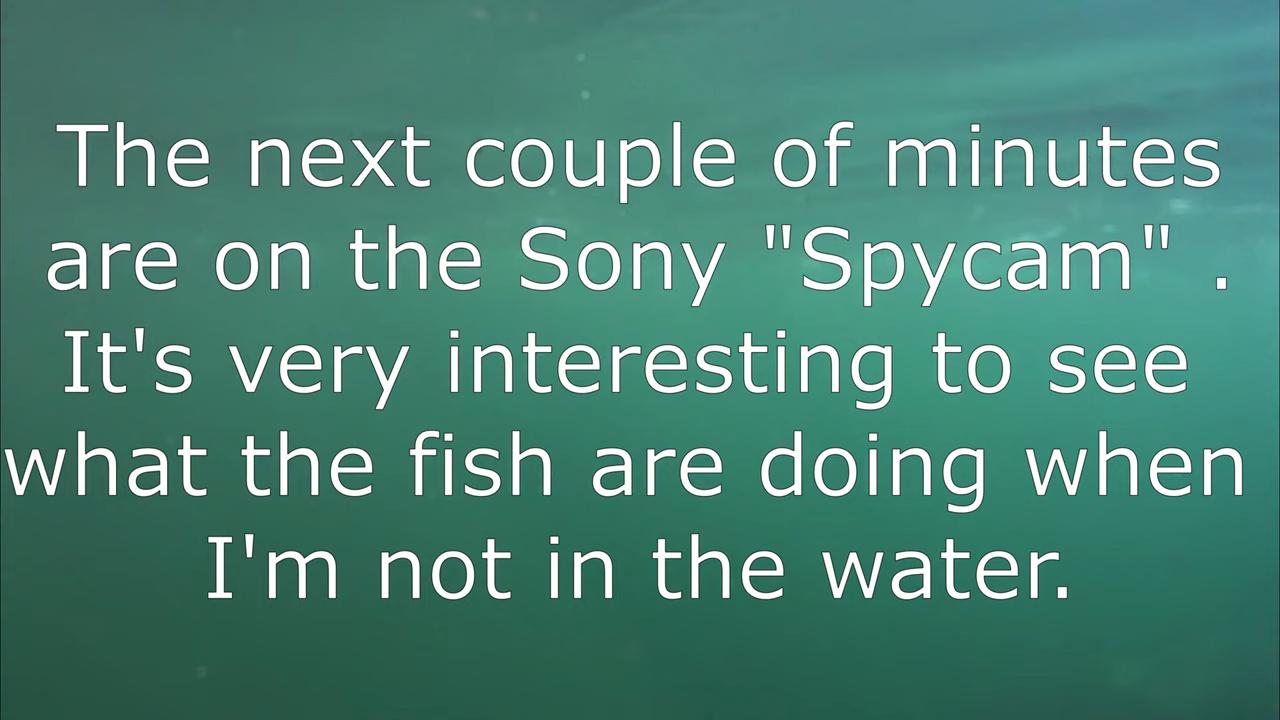 The next couple of minutes
are on the Sony "Spycam" .
It's very interesting to see
what the fish are doing when
I'm not in the water.